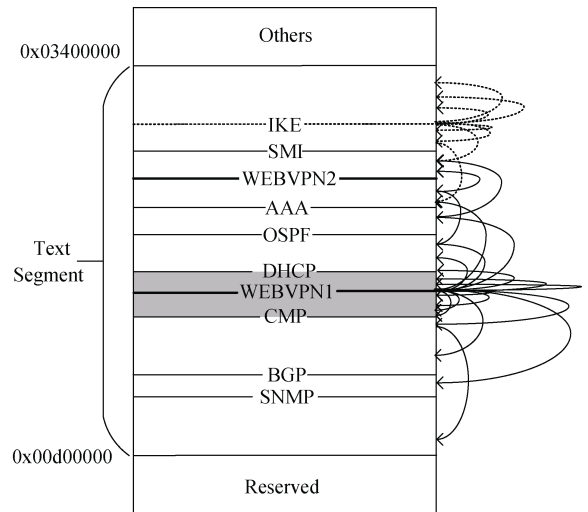 Others
0x03400000
IKE
SMI
WEBVPN2
AAA
OSPF
Text
Segment
DHCP
WEBVPN1
CMP
BGP
SNMP
0x00d00000
Reserved